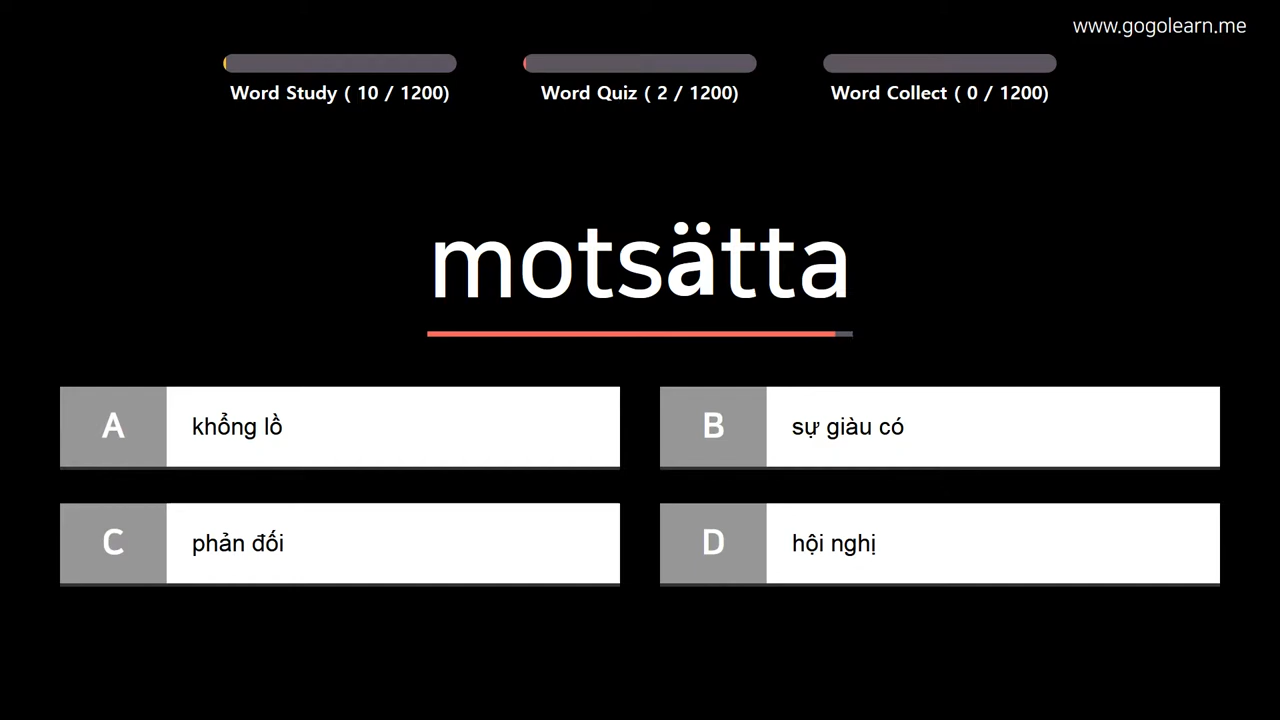 www.gogolearn.me
Word Study ( 10 / 1200)
Word Quiz ( 2 / 1200)
Word Collect ( 0 / 1200)
motsätta
A
khổng lồ
B
sự giàu có
C
phản đối
D
hội nghị